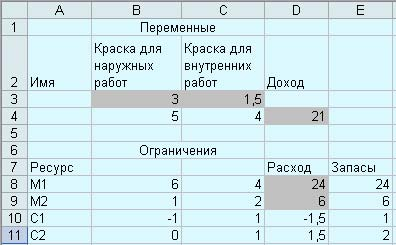 A B C D E
1 Переменные
Краска для Краска для
наружных внутренних
2 Имя работ работ Доход
3 3 1,5
4 5 4 21
5
6 Ограничения
7 Ресурс Расход Запасы
8 М1 6 4 24 24
9 М2 1 2 6 6
10 С1 -1 1 -1,5 1
11 С2 0 1 1,5 2